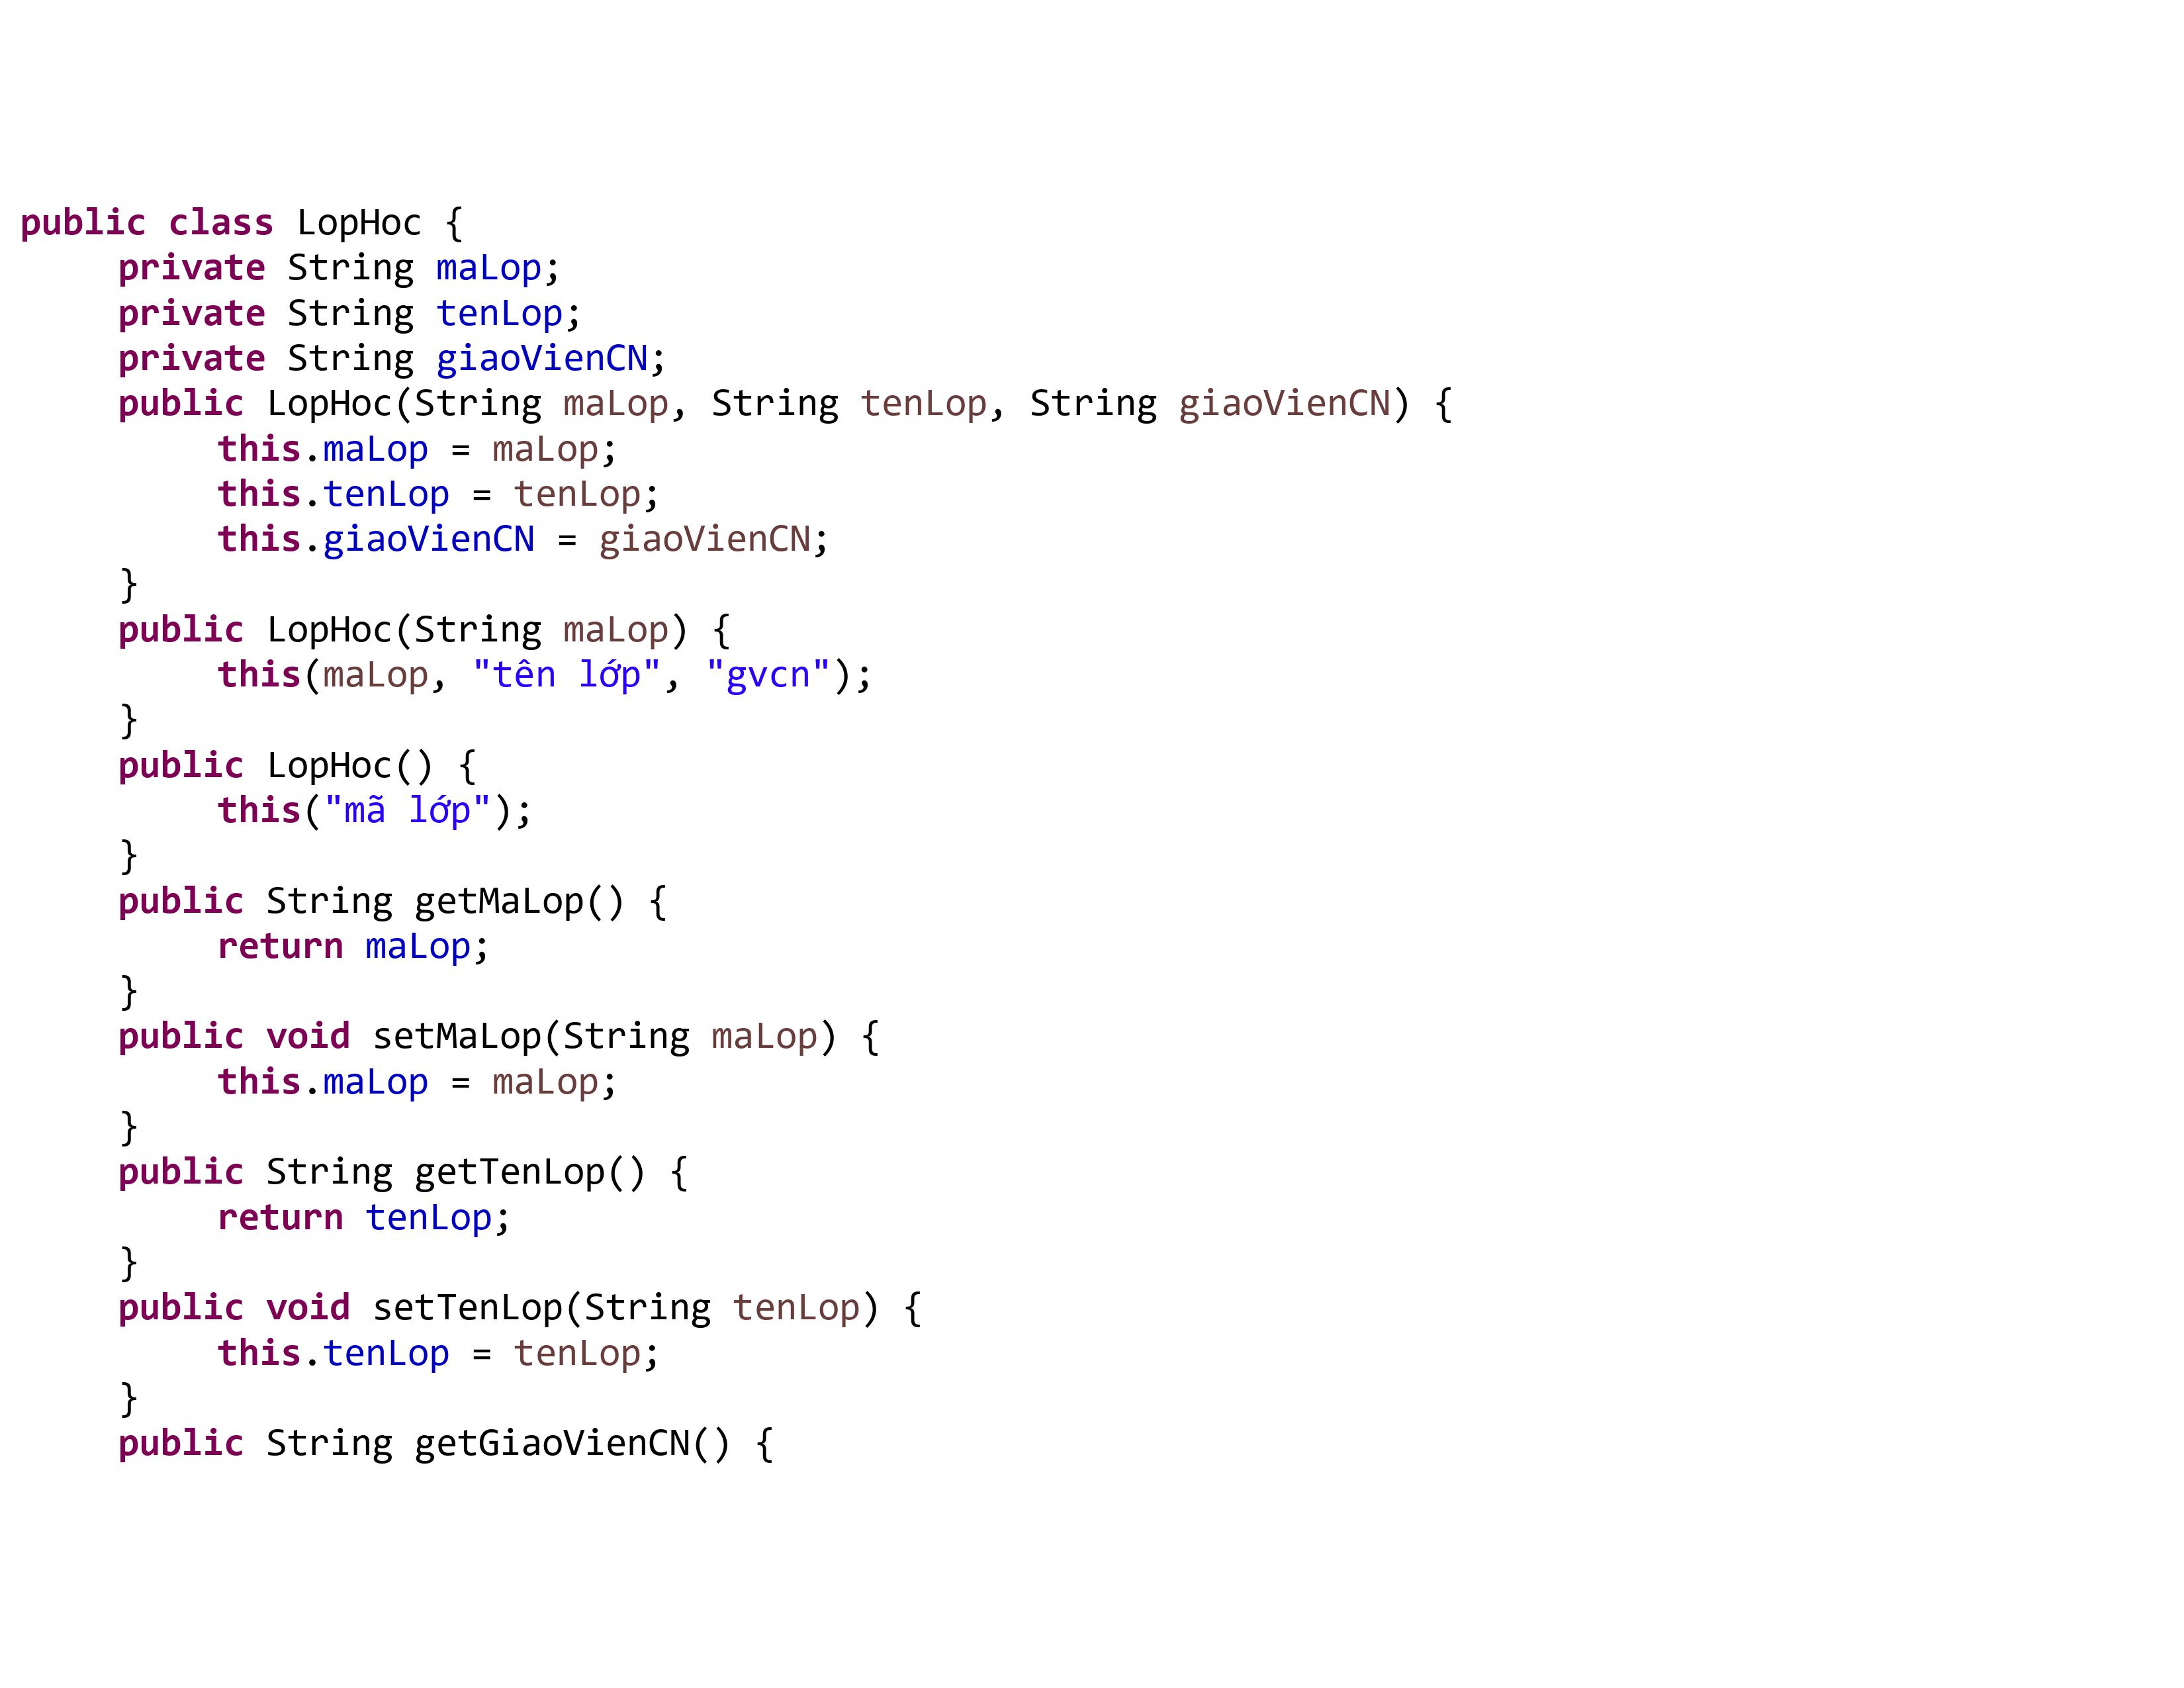 public class LopHoc {
private String maLop;
private String tenLop;
private String giaoVienCN;
public LopHoc(String maLop, String tenLop, String giaoVienCN) {
this.maLop = maLop;
this.tenLop = tenLop;
this.giaoVienCN = giaoVienCN;
}
public LopHoc(String maLop) {
this(maLop, "tên lớp", "gvcn");
}
public LopHoc() {
this("mã lớp");
}
public String getMaLop() {
return maLop;
}
public void setMaLop(String maLop) {
this.maLop = maLop;
}
public String getTenLop() {
return tenLop;
}
public void setTenLop(String tenLop) {
this.tenLop = tenLop;
}
public String getGiaoVienCN() {